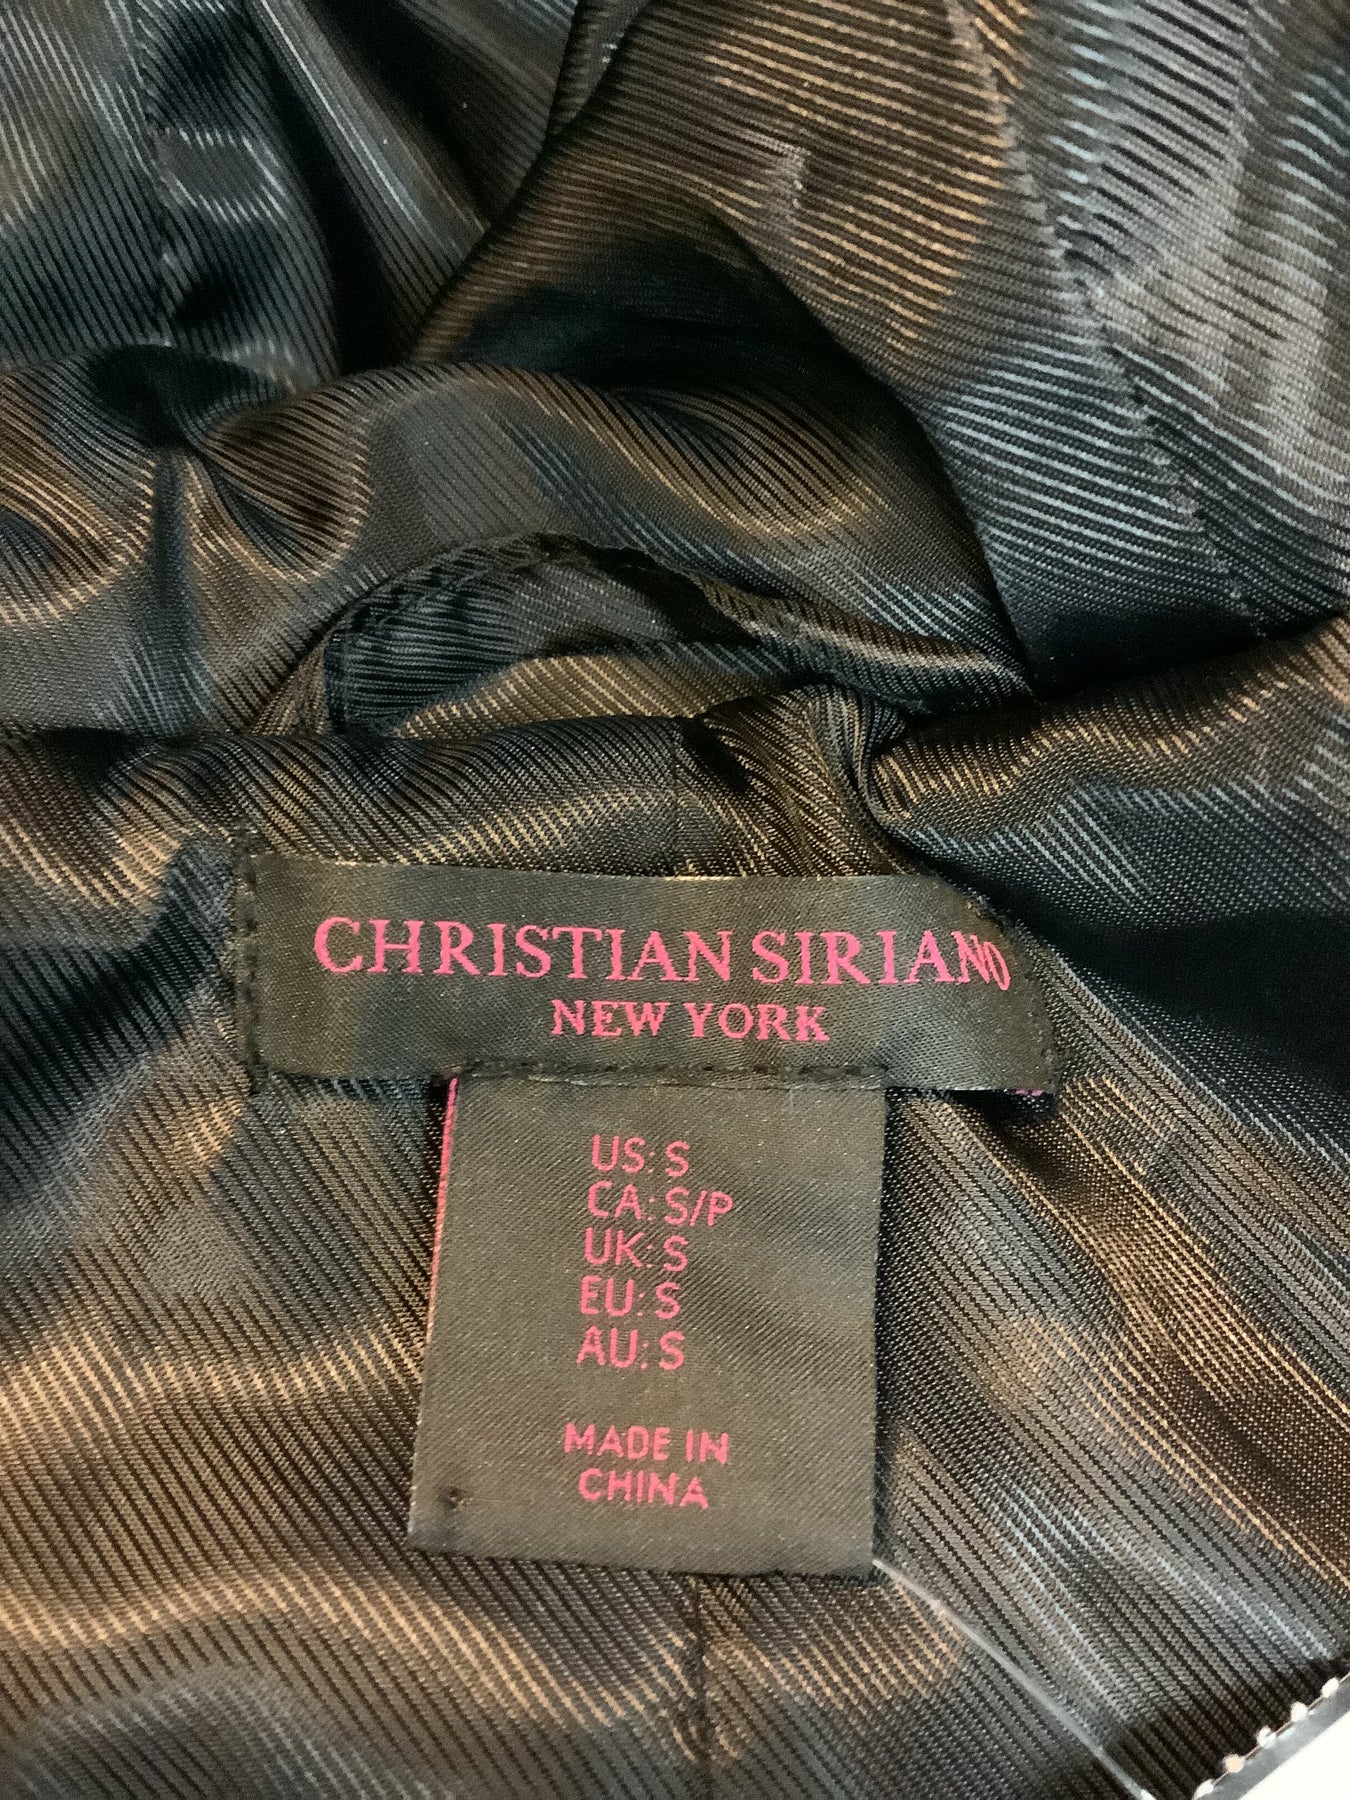 CHRISTIAN SIRIANO
NEW YORK
US: S
CA: S/P
UK: S
EU: S
AU: S
MADE IN
CHINA